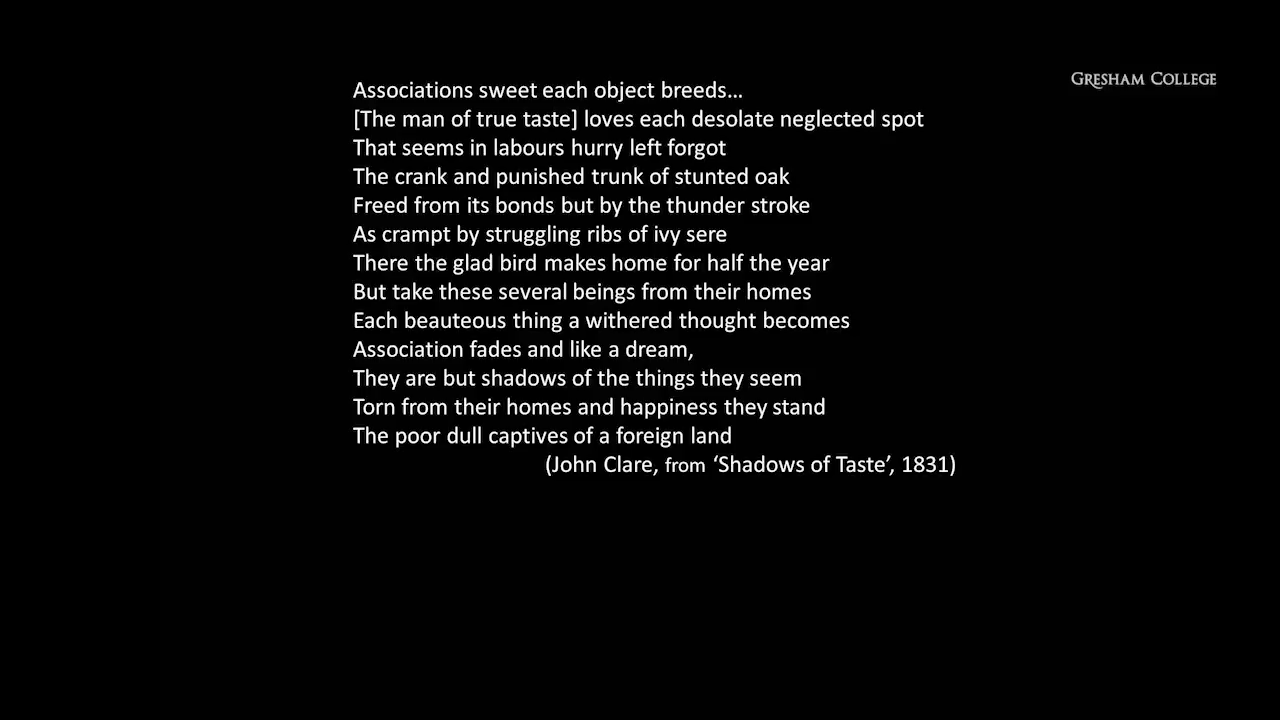 GRESHAM COLLEGE
Associations sweet each object breeds...
[The man of true taste] loves each desolate neglected spot
That seems in labours hurry left forgot
The crank and punished trunk of stunted oak
Freed from its bonds but by the thunder stroke
As crampt by struggling ribs of ivy sere
There the glad bird makes home for half the year
But take these several beings from their homes
Each beauteous thing a withered thought becomes
Association fades and like a dream,
They are but shadows of the things they seem
Torn from their homes and happiness they stand
The poor dull captives of a foreign land
(John Clare, from ‘Shadows of Taste’, 1831)